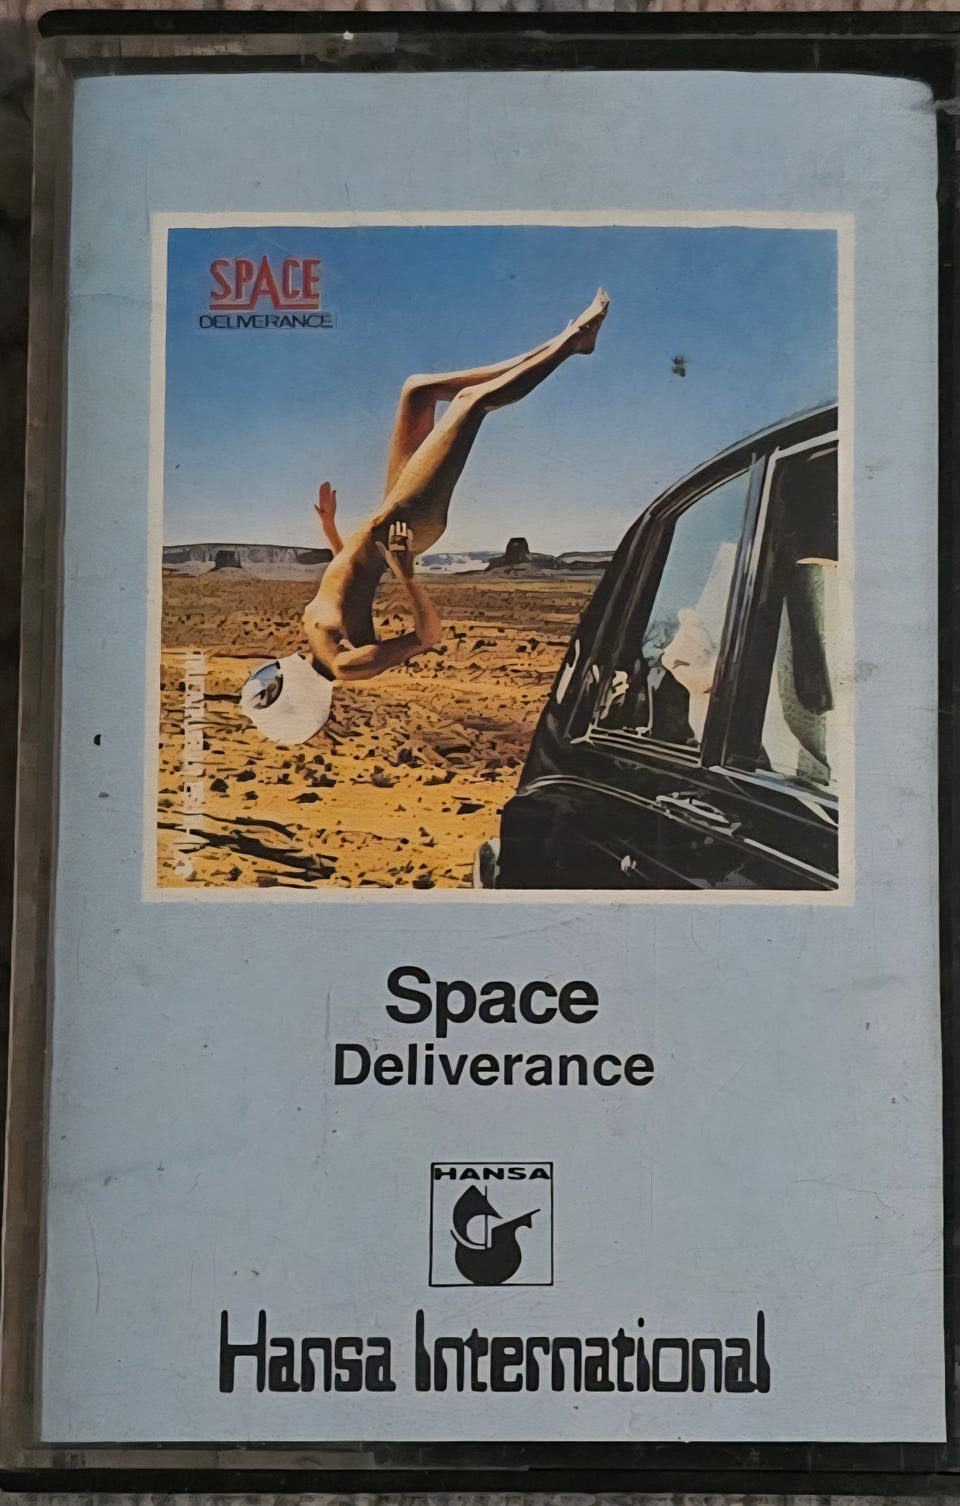 SPACE
DELIVERANCE
Space
Deliverance
HANSA
Hansa International